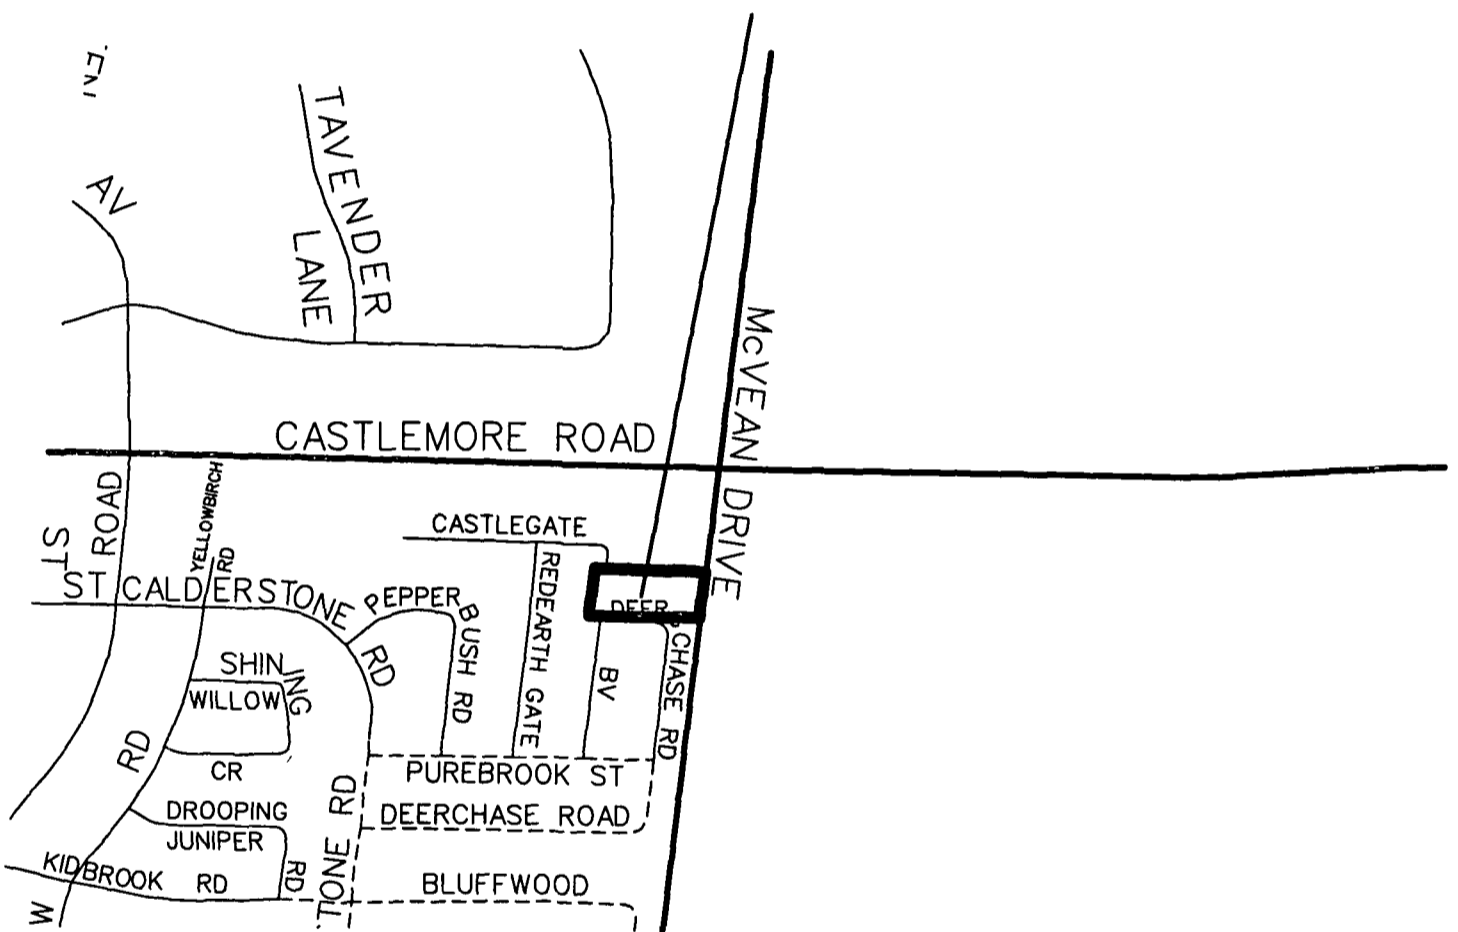 AV
TAVENDER
LANE
McVEAN DRIVE
CASTLEMORE ROAD
ROAD
ST
YELLOWBIRCH
RD
CASTLEGATE
ST
CALDERSTONE
RD
PEPPER
BUSH RD
REDEARTH GATE
BV
DEER
CHASE RD
SHINING
WILLOW
CR
RD
PUREBROOK ST
RD
DEERCHASE ROAD
DROOPING
JUNIPER
RD
KIDBROOK RD
TONE
BLUFFWOOD
W